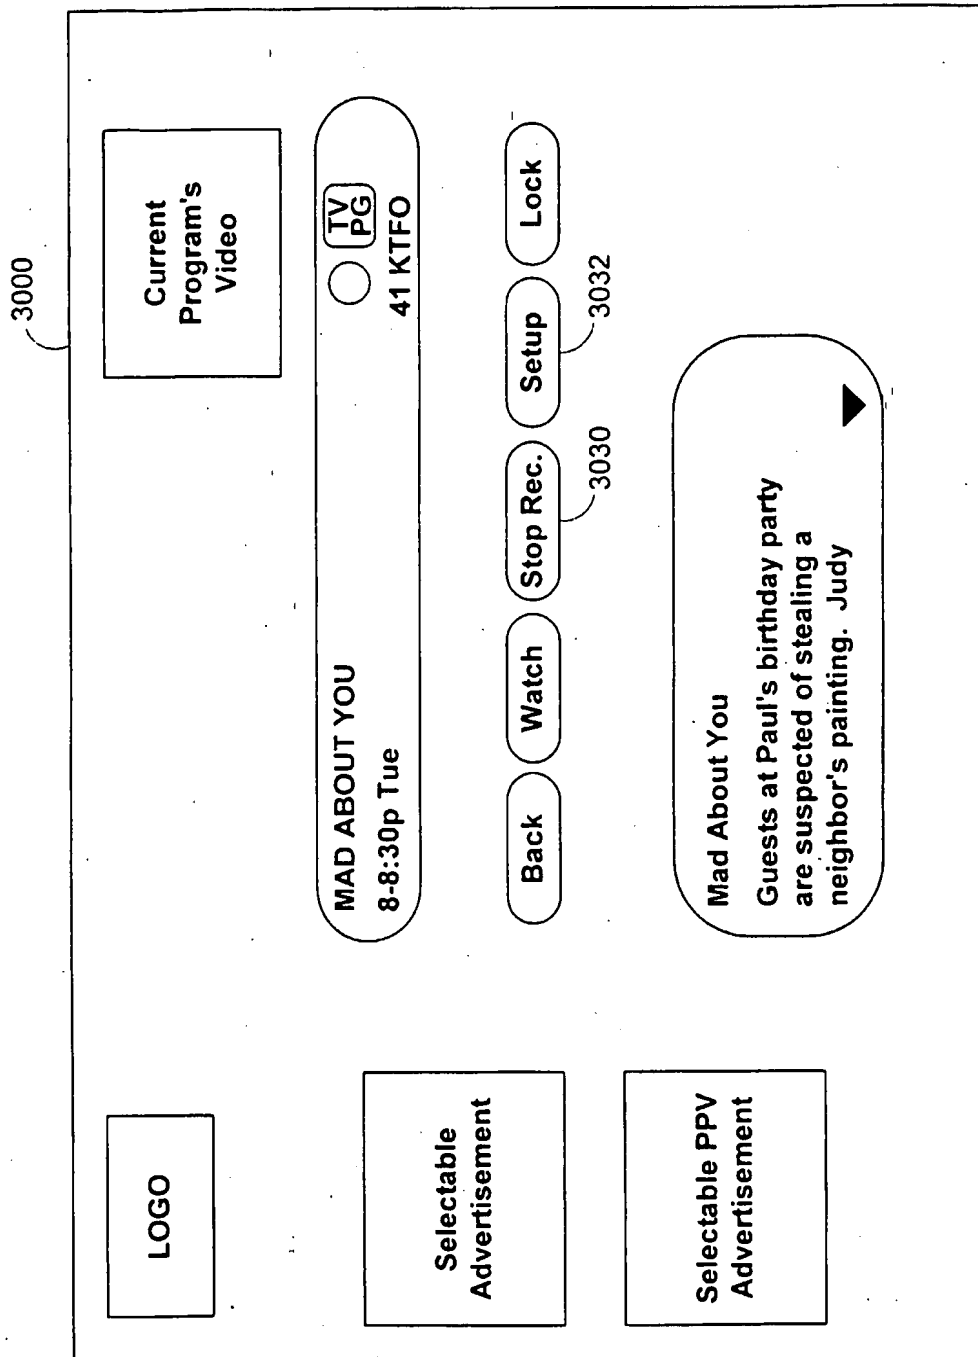 3000
LOGO
Current
Program's
Video
MAD ABOUT YOU
TV
PG
8-8:30p Tue
41 KTFO
Back
Watch
Stop Rec.
Setup
Lock
3030
3032
Selectable
Advertisement
Mad About You
Guests at Paul's birthday party
are suspected of stealing a
neighbor's painting. Judy
Selectable PPV
Advertisement